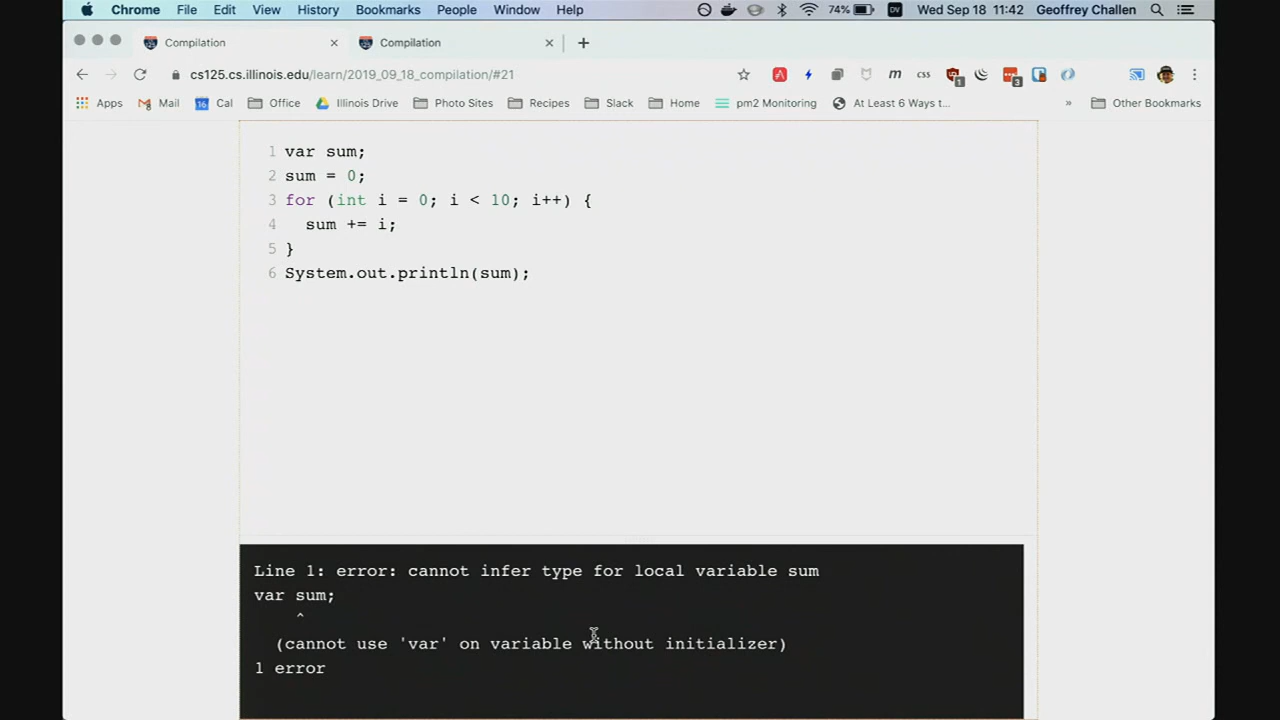 Chrome File Edit View History Bookmarks People Window Help 74% DV Wed Sep 18 11:42 Geoffrey Challen
Compilation × Compilation × +
cs125.cs.illinois.edu/learn/2019_09_18_compilation/#21
Apps Mail 16 Cal Office Illinois Drive Photo Sites Recipes Slack Home pm2 Monitoring At Least 6 Ways t... » Other Bookmarks
1 var sum;
2 sum = 0;
3 for (int i = 0; i < 10; i++) {
4 sum += i;
5 }
6 System.out.println(sum);
Line 1: error: cannot infer type for local variable sum
var sum;
^
(cannot use 'var' on variable without initializer)
1 error